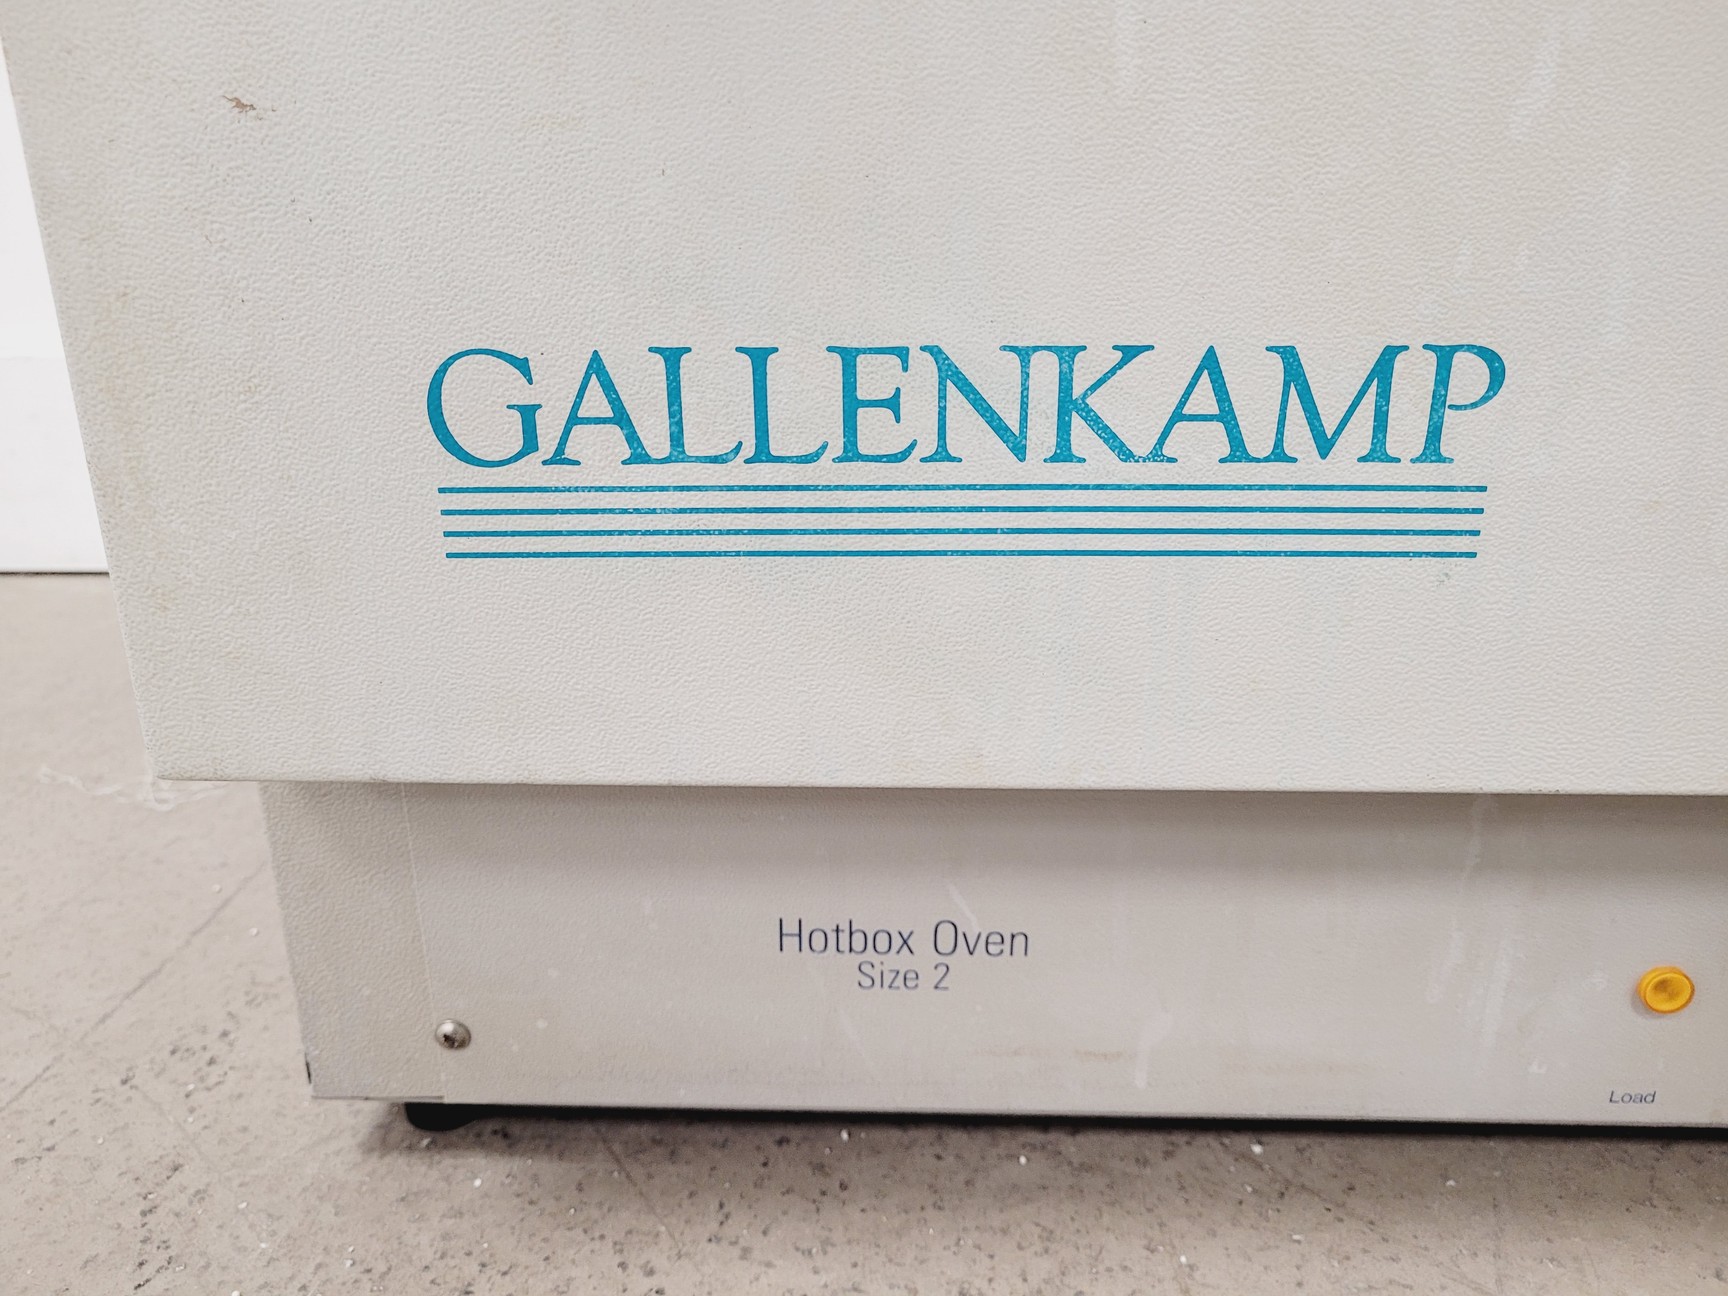 GALLENKAMP
Hotbox Oven
Size 2
Load